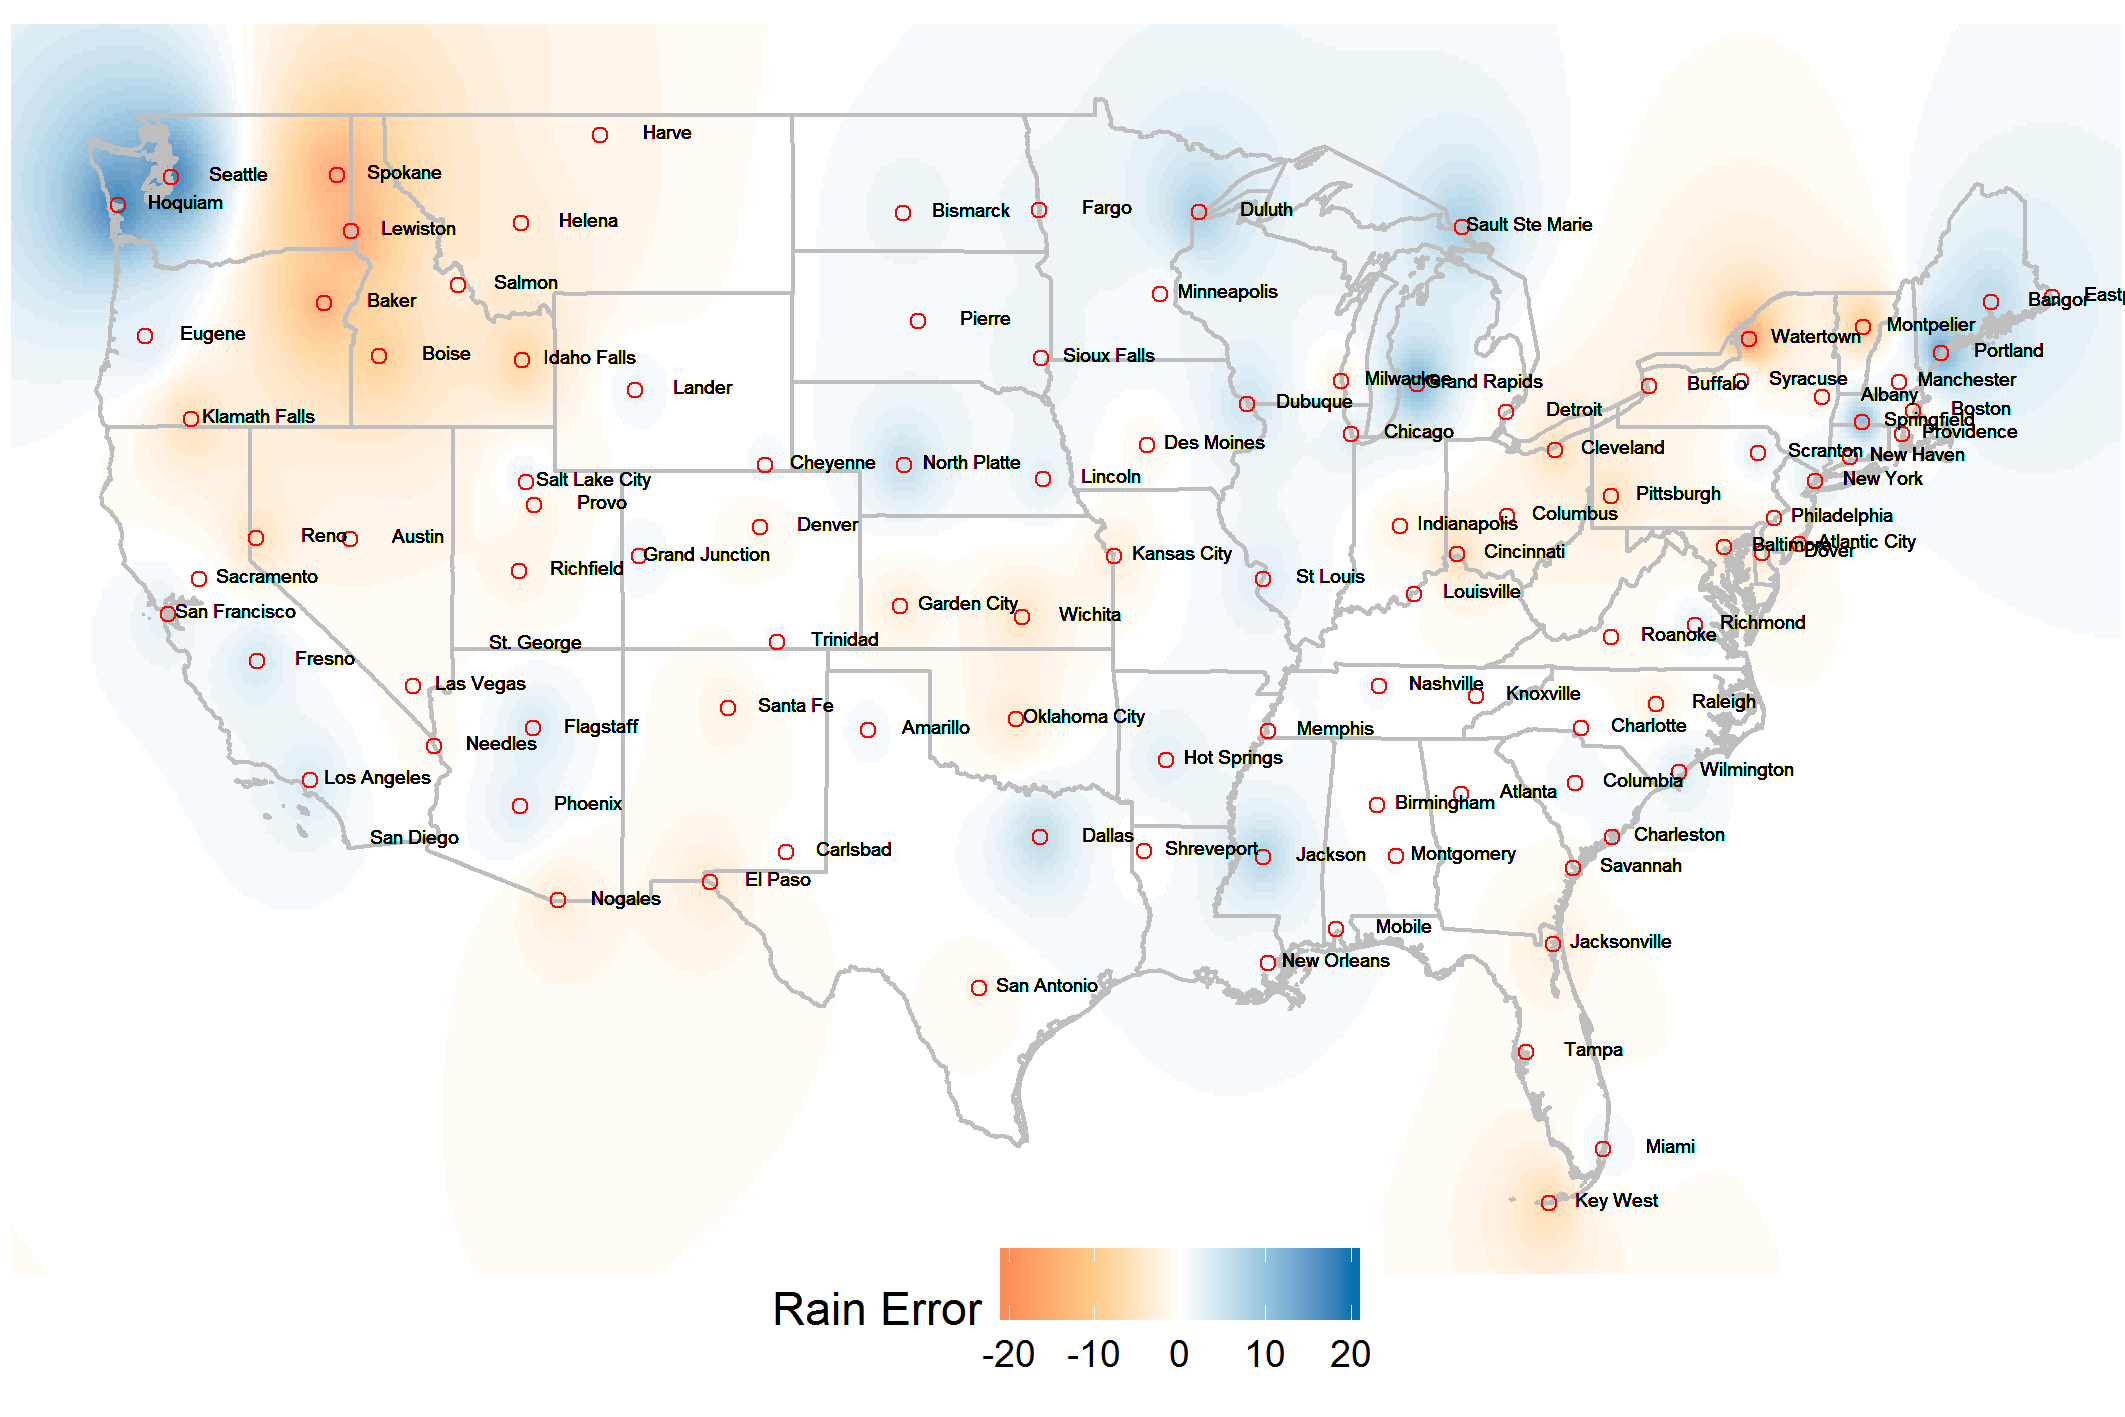 Harve
Seattle
Spokane
Hoquiam
Bismarck
Fargo
Duluth
Helena
Lewiston
Sault Ste Marie
Salmon
Minneapolis
Baker
Bangor
Eastp
Pierre
Eugene
Montpelier
Watertown
Boise
Idaho Falls
Sioux Falls
Portland
Lander
Milwaukee
Grand Rapids
Buffalo
Syracuse
Manchester
Klamath Falls
Dubuque
Detroit
Albany
Boston
Springfield
Chicago
Providence
Des Moines
Cleveland
Scranton
New Haven
Cheyenne
North Platte
Salt Lake City
Lincoln
New York
Provo
Pittsburgh
Denver
Indianapolis
Columbus
Philadelphia
Reno
Austin
Grand Junction
Kansas City
Cincinnati
Baltimore
Dover
Atlantic City
Richfield
Sacramento
St Louis
Louisville
San Francisco
Garden City
Wichita
Richmond
St. George
Trinidad
Roanoke
Fresno
Las Vegas
Nashville
Knoxville
Santa Fe
Raleigh
Flagstaff
Amarillo
Oklahoma City
Memphis
Charlotte
Needles
Los Angeles
Hot Springs
Wilmington
Columbia
Phoenix
Birmingham
Atlanta
San Diego
Dallas
Charleston
Carlsbad
Shreveport
Jackson
Montgomery
El Paso
Savannah
Nogales
Mobile
Jacksonville
New Orleans
San Antonio
Tampa
Miami
Key West
Rain Error
-20 -10 0 10 20